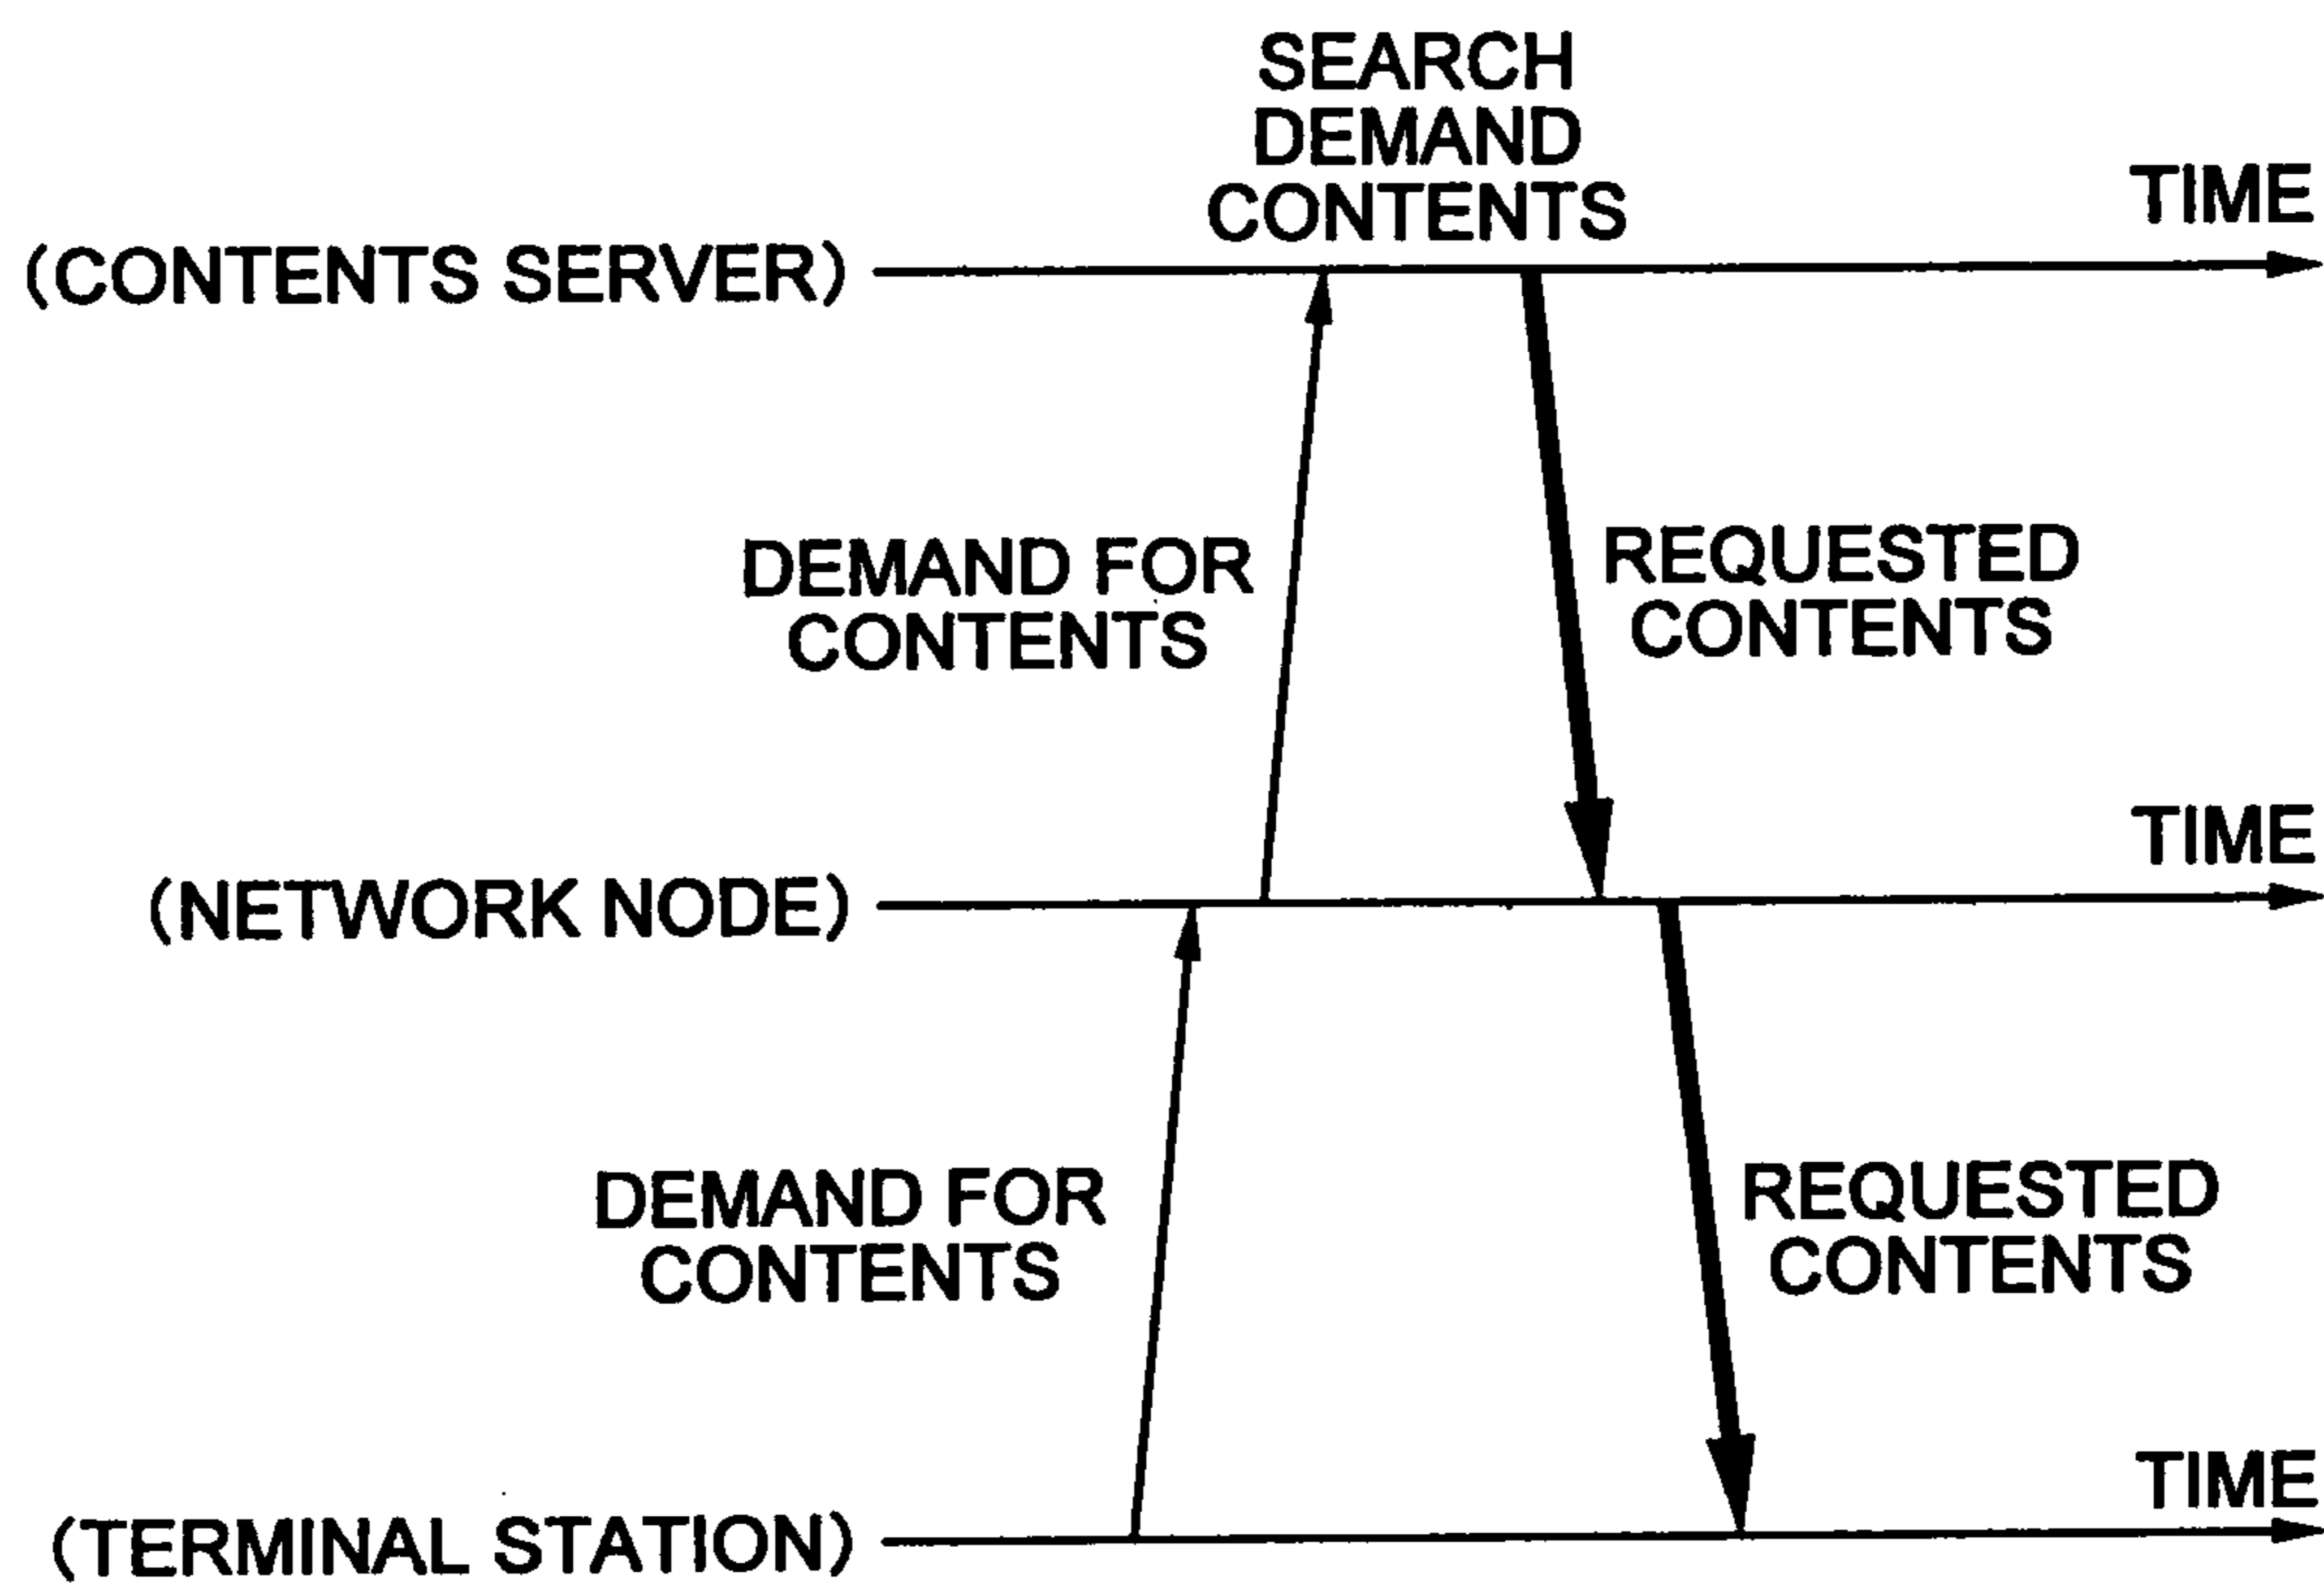 SEARCH
DEMAND
CONTENTS
TIME
(CONTENTS SERVER)
DEMAND FOR
CONTENTS
REQUESTED
CONTENTS
TIME
(NETWORK NODE)
DEMAND FOR
CONTENTS
REQUESTED
CONTENTS
TIME
(TERMINAL STATION)